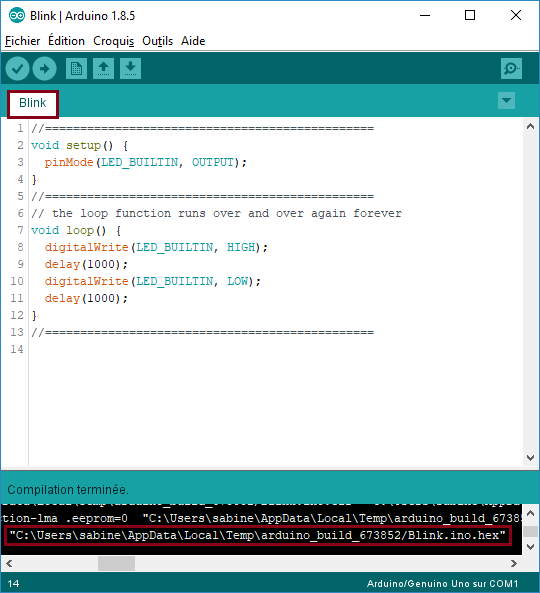 Blink | Arduino 1.8.5
Fichier Édition Croquis Outils Aide
Blink
1 //===============================================
2 void setup() {
3   pinMode(LED_BUILTIN, OUTPUT);
4 }
5 //===============================================
6 // the loop function runs over and over again forever
7 void loop() {
8   digitalWrite(LED_BUILTIN, HIGH);
9   delay(1000);
10   digitalWrite(LED_BUILTIN, LOW);
11   delay(1000);
12 }
13 //===============================================
14
Compilation terminée.
tion-lma .eeprom=0  "C:\Users\sabine\AppData\Local\Temp\arduino_build_6738
"C:\Users\sabine\AppData\Local\Temp\arduino_build_673852/Blink.ino.hex"
14 Arduino/Genuino Uno sur COM1